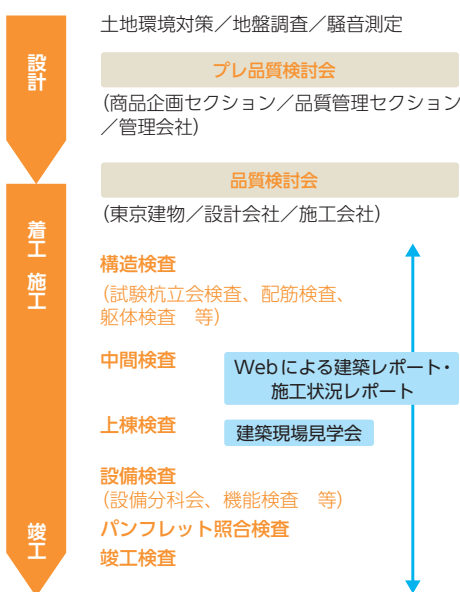 土地環境対策／地盤調査／騒音測定
設計
プレ品質検討会
(商品企画セクション／品質管理セクション
／管理会社)
品質検討会
(東京建物／設計会社／施工会社)
着工 施工
構造検査
(試験杭立会検査、配筋検査、
躯体検査　等)
中間検査
Webによる建築レポート・
施工状況レポート
上棟検査
建築現場見学会
設備検査
(設備分科会、機能検査　等)
パンフレット照合検査
竣工
竣工検査